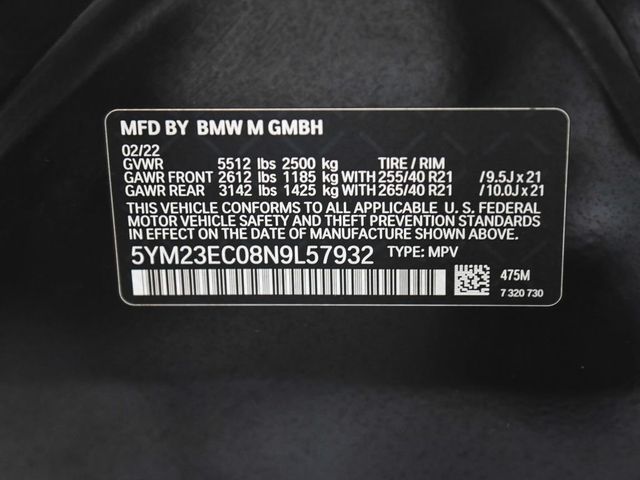 MFD BY BMW M GMBH
02/22
GVWR 5512 lbs 2500 kg TIRE / RIM
GAWR FRONT 2612 lbs 1185 kg WITH 255/40 R21 /9.5J x 21
GAWR REAR 3142 lbs 1425 kg WITH 265/40 R21 /10.0J x 21
THIS VEHICLE CONFORMS TO ALL APPLICABLE U. S. FEDERAL
MOTOR VEHICLE SAFETY AND THEFT PREVENTION STANDARDS
IN EFFECT ON THE DATE OF MANUFACTURE SHOWN ABOVE.
5YM23EC08N9L57932 TYPE: MPV
475M
7 320 730